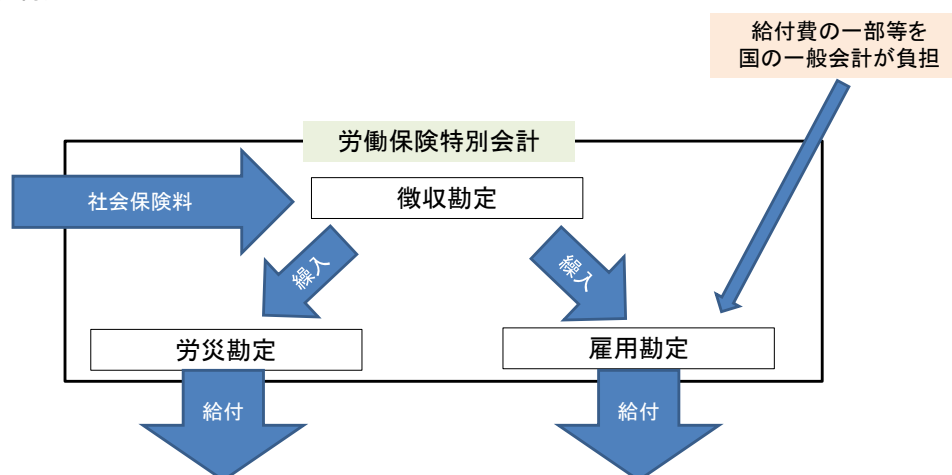 給付費の一部等を
国の一般会計が負担
労働保険特別会計
社会保険料
徴収勘定
繰入
繰入
労災勘定
雇用勘定
給付
給付